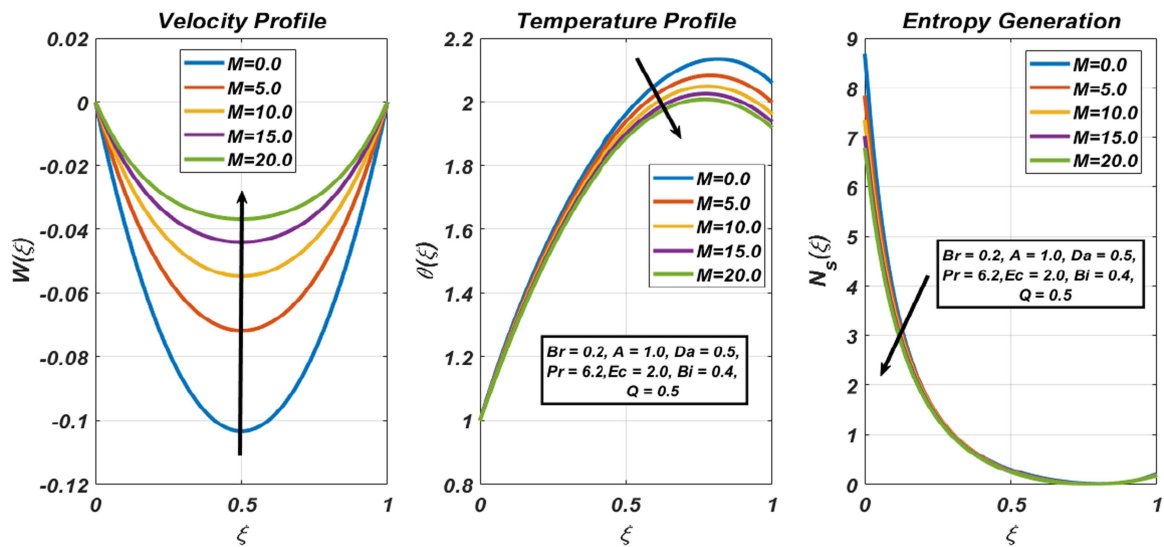 Velocity Profile
0.02
0
-0.02
-0.04
-0.06
-0.08
-0.1
-0.12
W(ξ)
M=0.0
M=5.0
M=10.0
M=15.0
M=20.0
0
0.5
1
ξ
Temperature Profile
2.2
2
1.8
1.6
1.4
1.2
1
0.8
θ(ξ)
M=0.0
M=5.0
M=10.0
M=15.0
M=20.0
Br = 0.2, A = 1.0, Da = 0.5,
Pr = 6.2,Ec = 2.0, Bi = 0.4,
Q = 0.5
0
0.5
1
ξ
Entropy Generation
9
8
7
6
5
4
3
2
1
0
N_s(ξ)
M=0.0
M=5.0
M=10.0
M=15.0
M=20.0
Br = 0.2, A = 1.0, Da = 0.5,
Pr = 6.2,Ec = 2.0, Bi = 0.4,
Q = 0.5
0
0.5
1
ξ